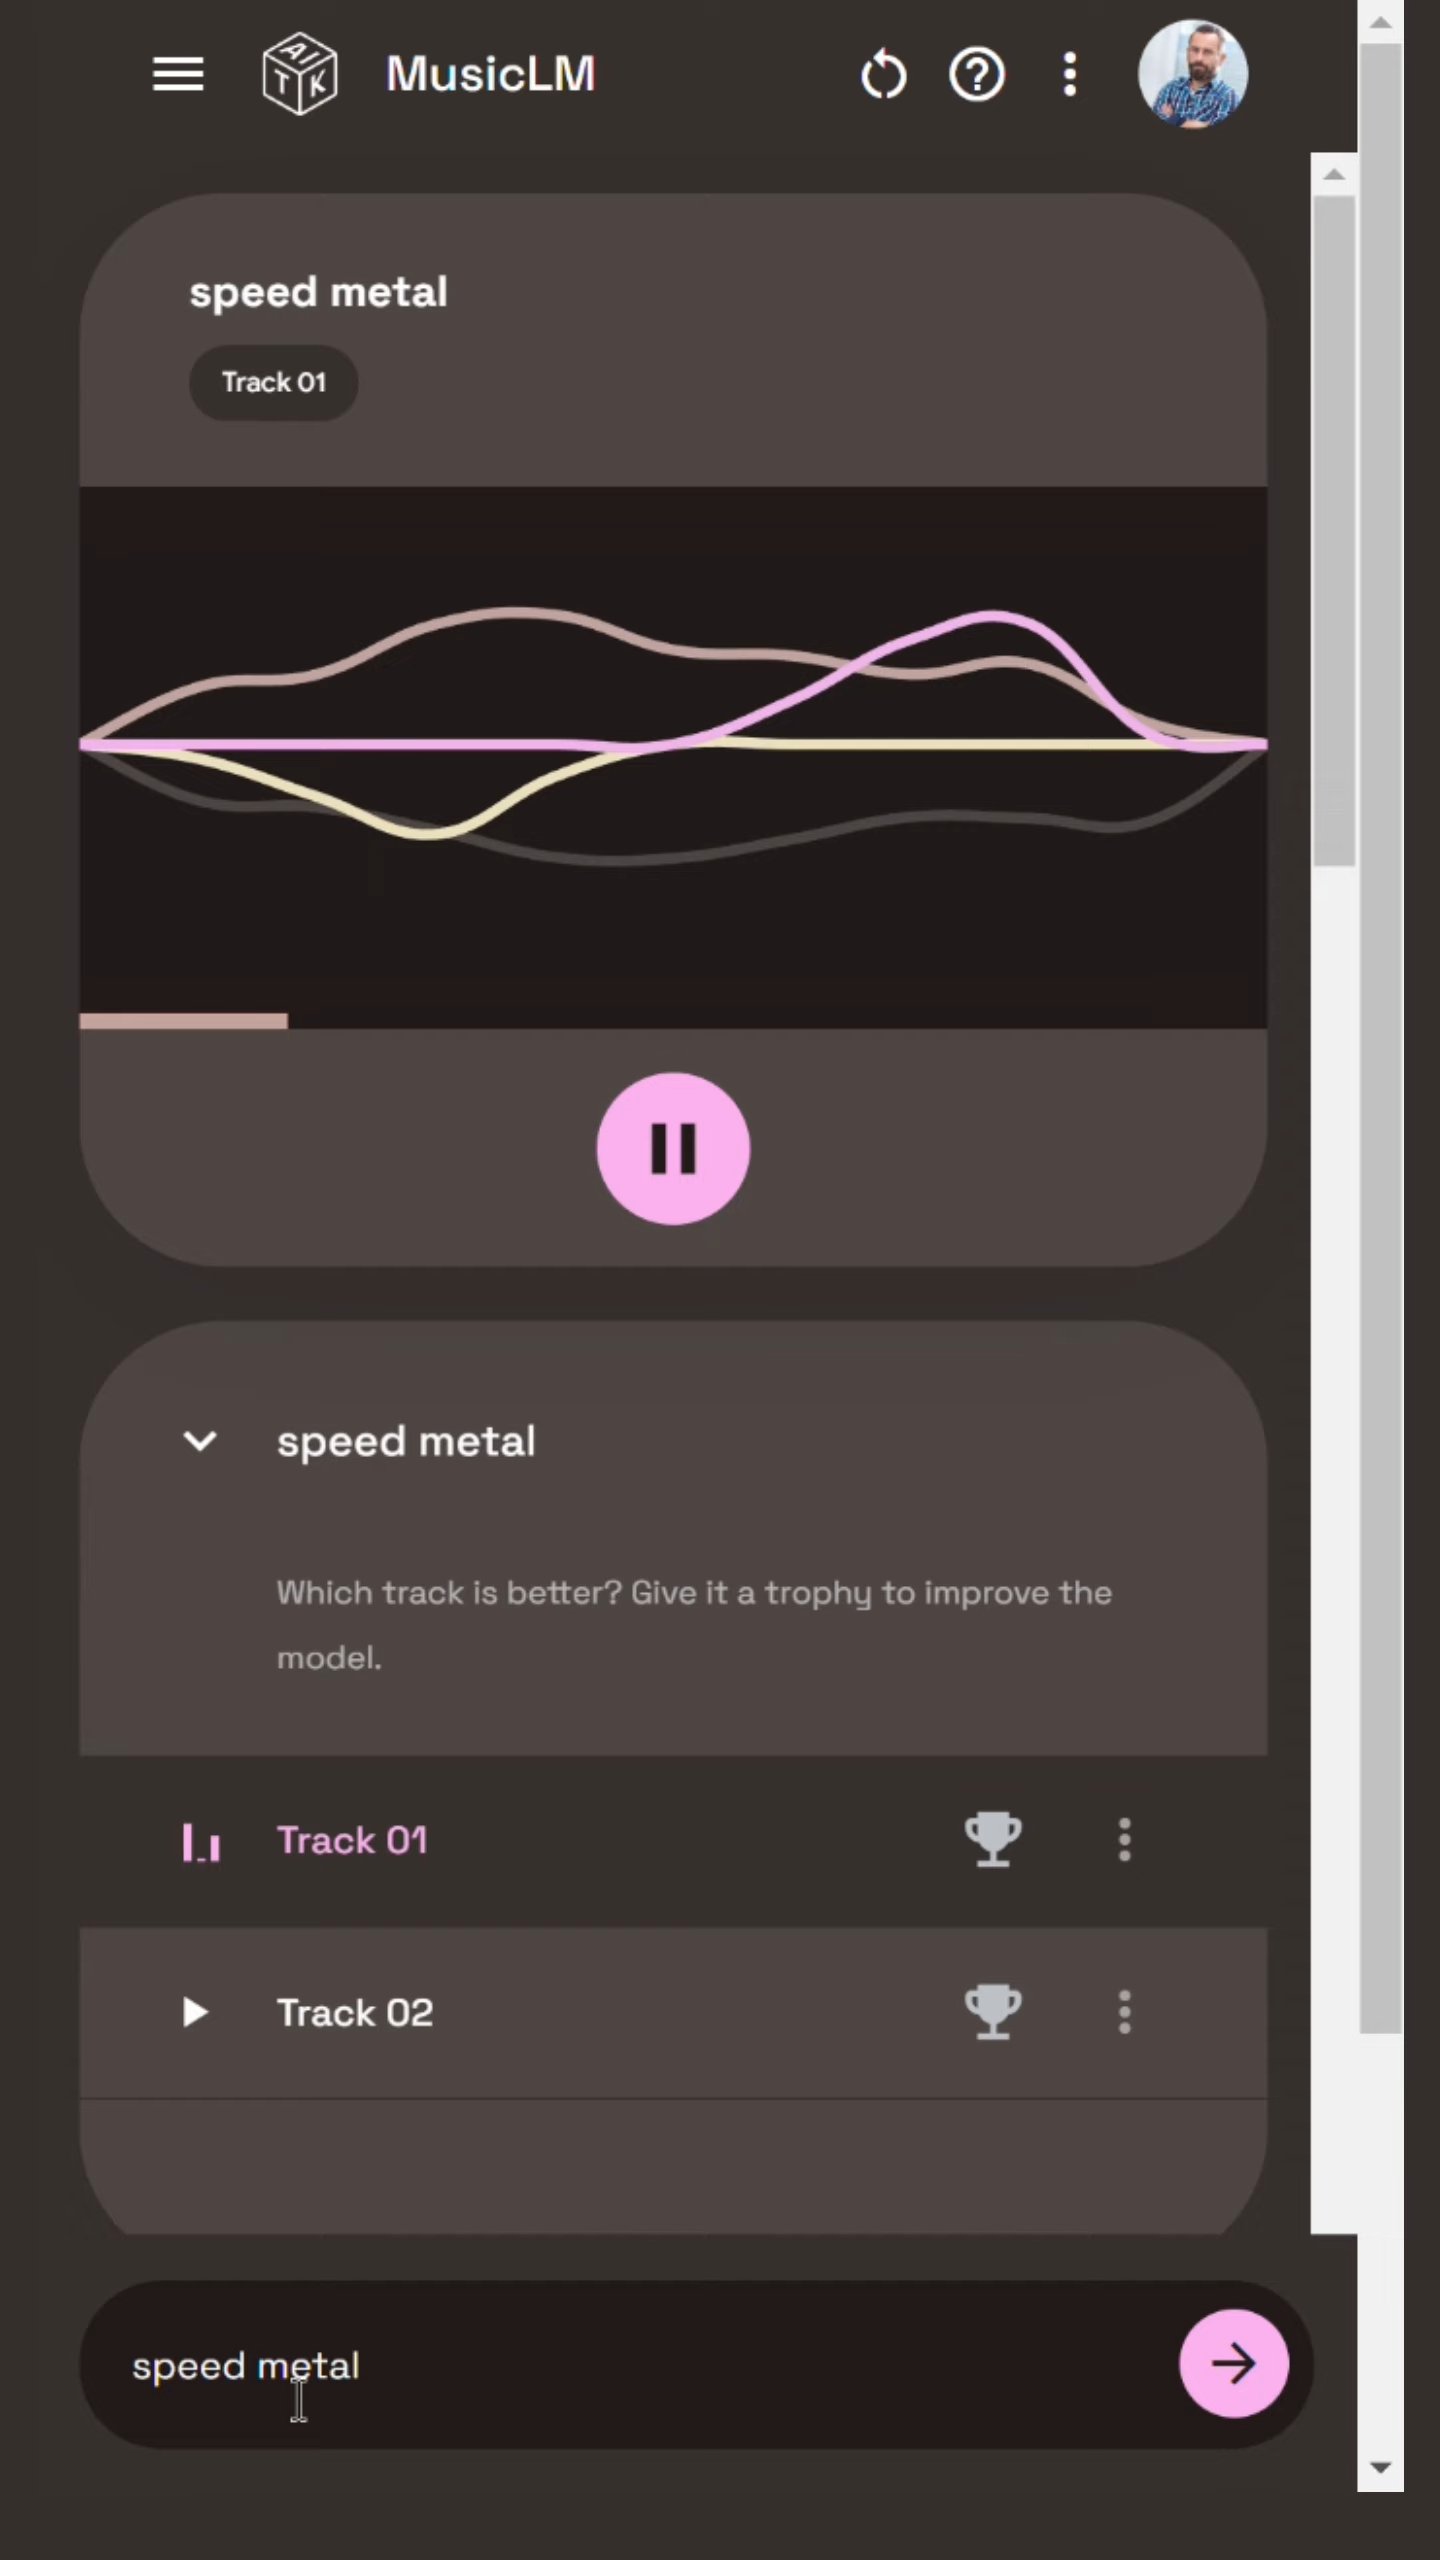 AI
T K
MusicLM
speed metal
Track 01
speed metal
Which track is better? Give it a trophy to improve the
model.
Track 01
Track 02
speed metal